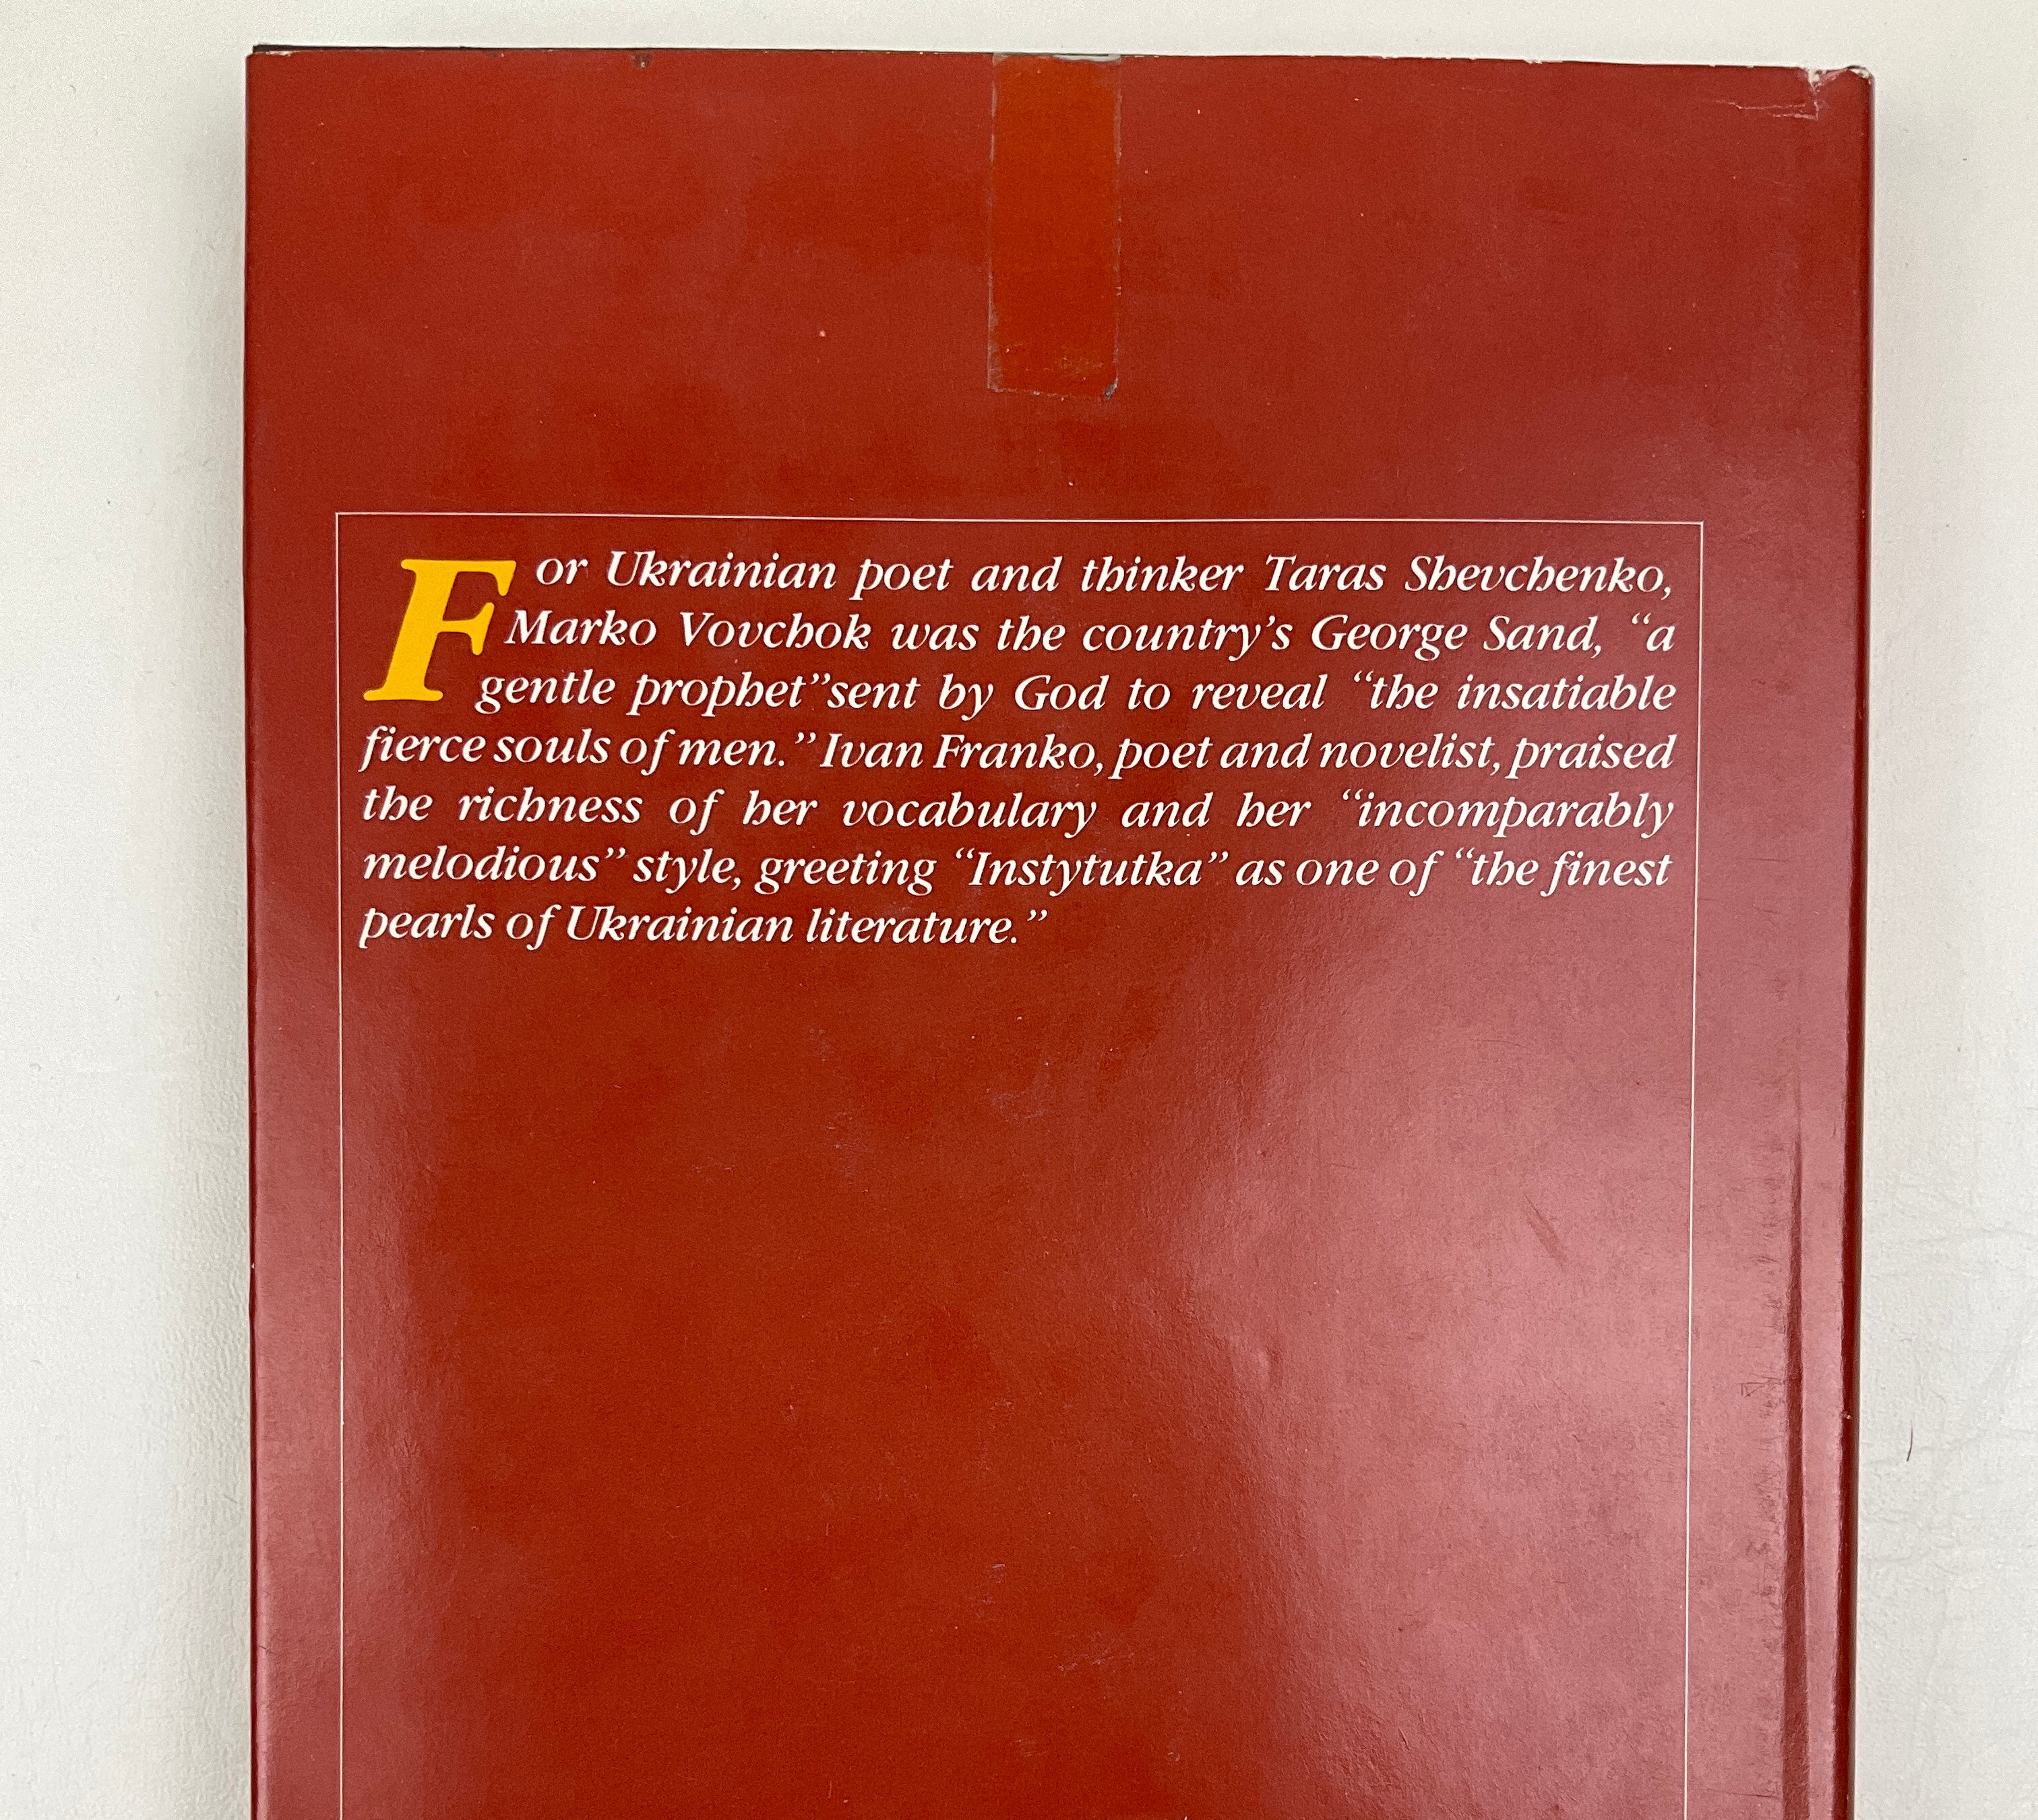 For Ukrainian poet and thinker Taras Shevchenko,
Marko Vovchok was the country's George Sand, “a
gentle prophet”sent by God to reveal “the insatiable
fierce souls of men.” Ivan Franko, poet and novelist, praised
the richness of her vocabulary and her “incomparably
melodious” style, greeting “Instytutka” as one of “the finest
pearls of Ukrainian literature.”